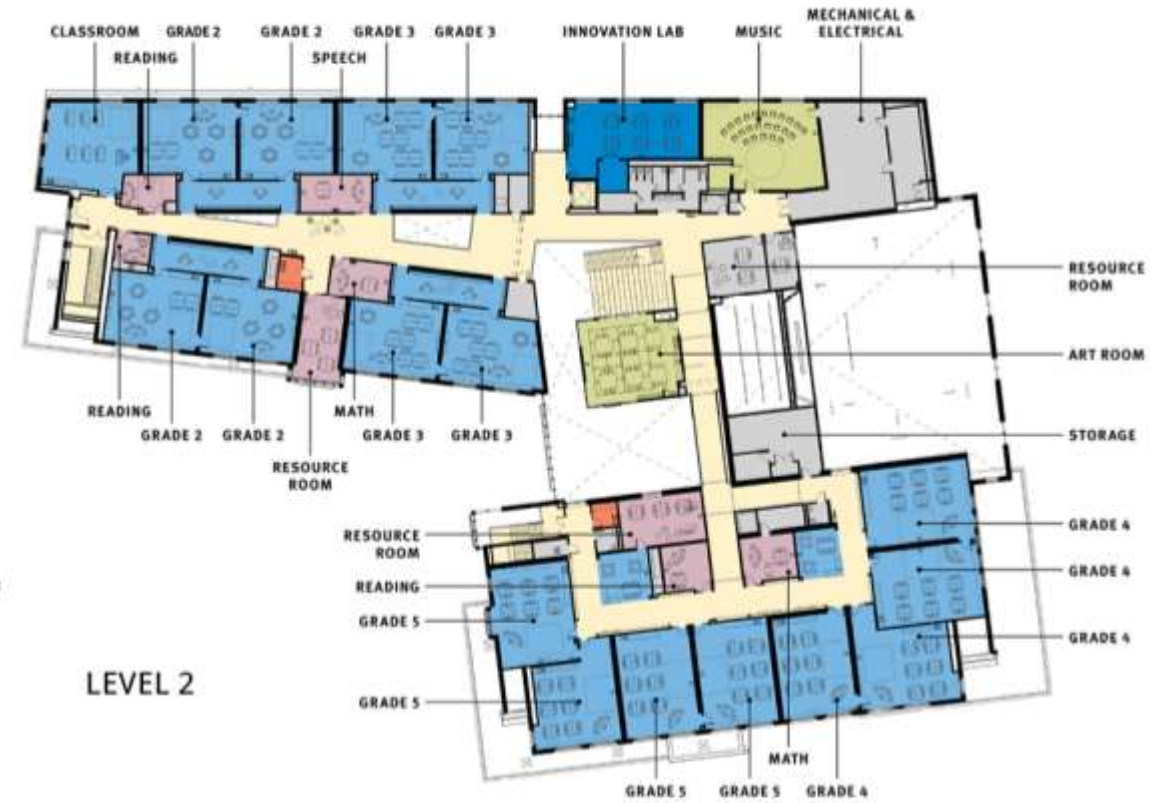 MECHANICAL &
ELECTRICAL
CLASSROOM
GRADE 2
GRADE 2
GRADE 3
GRADE 3
INNOVATION LAB
MUSIC
READING
SPEECH
RESOURCE
ROOM
ART ROOM
READING
MATH
GRADE 2
GRADE 2
GRADE 3
GRADE 3
STORAGE
RESOURCE
ROOM
GRADE 4
RESOURCE
ROOM
GRADE 4
READING
GRADE 5
GRADE 4
LEVEL 2
GRADE 5
MATH
GRADE 5
GRADE 5
GRADE 4